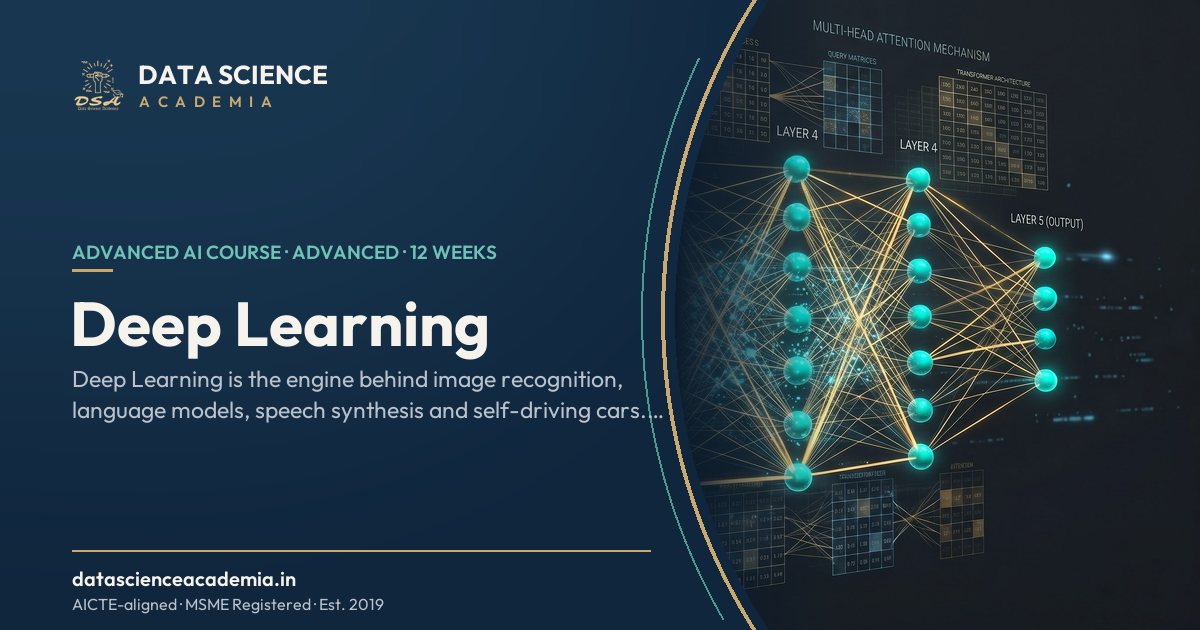 DSA
DATA SCIENCE
ACADEMIA
ADVANCED AI COURSE · ADVANCED · 12 WEEKS
Deep Learning
Deep Learning is the engine behind image recognition,
language models, speech synthesis and self-driving cars.…
datascienceacademia.in
AICTE-aligned · MSME Registered · Est. 2019
MULTI-HEAD ATTENTION MECHANISM
QUERY MATRICES
TRANSFORMER ARCHITECTURE
LAYER 4
LAYER 4
LAYER 5 (OUTPUT)
ATTENTION